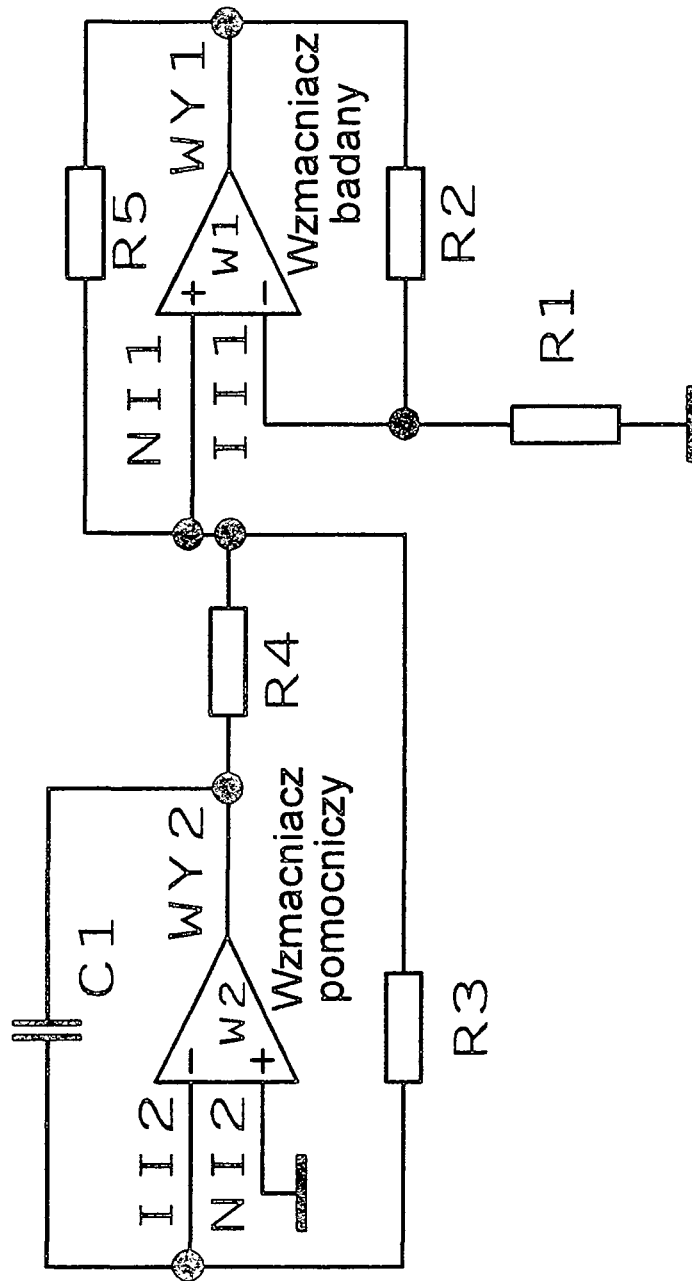 C1
II2
NI2
W2
WY2
Wzmacniacz
pomocniczy
R3
R4
R5
NI1
II1
W1
WY1
Wzmacniacz
badany
R2
R1